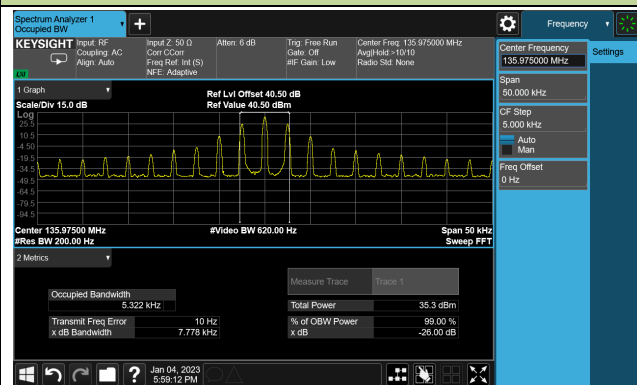 Spectrum Analyzer 1
Occupied BW
Frequency
KEYSIGHT
Input: RF
Coupling: AC
Align: Auto
Input Z: 50 Ω
Corr CCorr
Freq Ref: Int (S)
NFE: Adaptive
Atten: 6 dB
Trig: Free Run
Gate: Off
#IF Gain: Low
Center Freq: 135.975000 MHz
Avg|Hold:>10/10
Radio Std: None
LXI
Center Frequency
135.975000 MHz
Settings
Span
50.000 kHz
CF Step
5.000 kHz
Auto
Man
Freq Offset
0 Hz
1 Graph
Scale/Div 15.0 dB
Ref Lvl Offset 40.50 dB
Ref Value 40.50 dBm
Log
25.5
10.5
-4.50
-19.5
-34.5
-49.5
-64.5
-79.5
-94.5
Center 135.97500 MHz
#Video BW 620.00 Hz
Span 50 kHz
#Res BW 200.00 Hz
Sweep FFT
2 Metrics
Measure Trace
Trace 1
Occupied Bandwidth
5.322 kHz
Total Power
35.3 dBm
Transmit Freq Error
10 Hz
% of OBW Power
99.00 %
x dB Bandwidth
7.778 kHz
x dB
-26.00 dB
Jan 04, 2023
5:59:12 PM